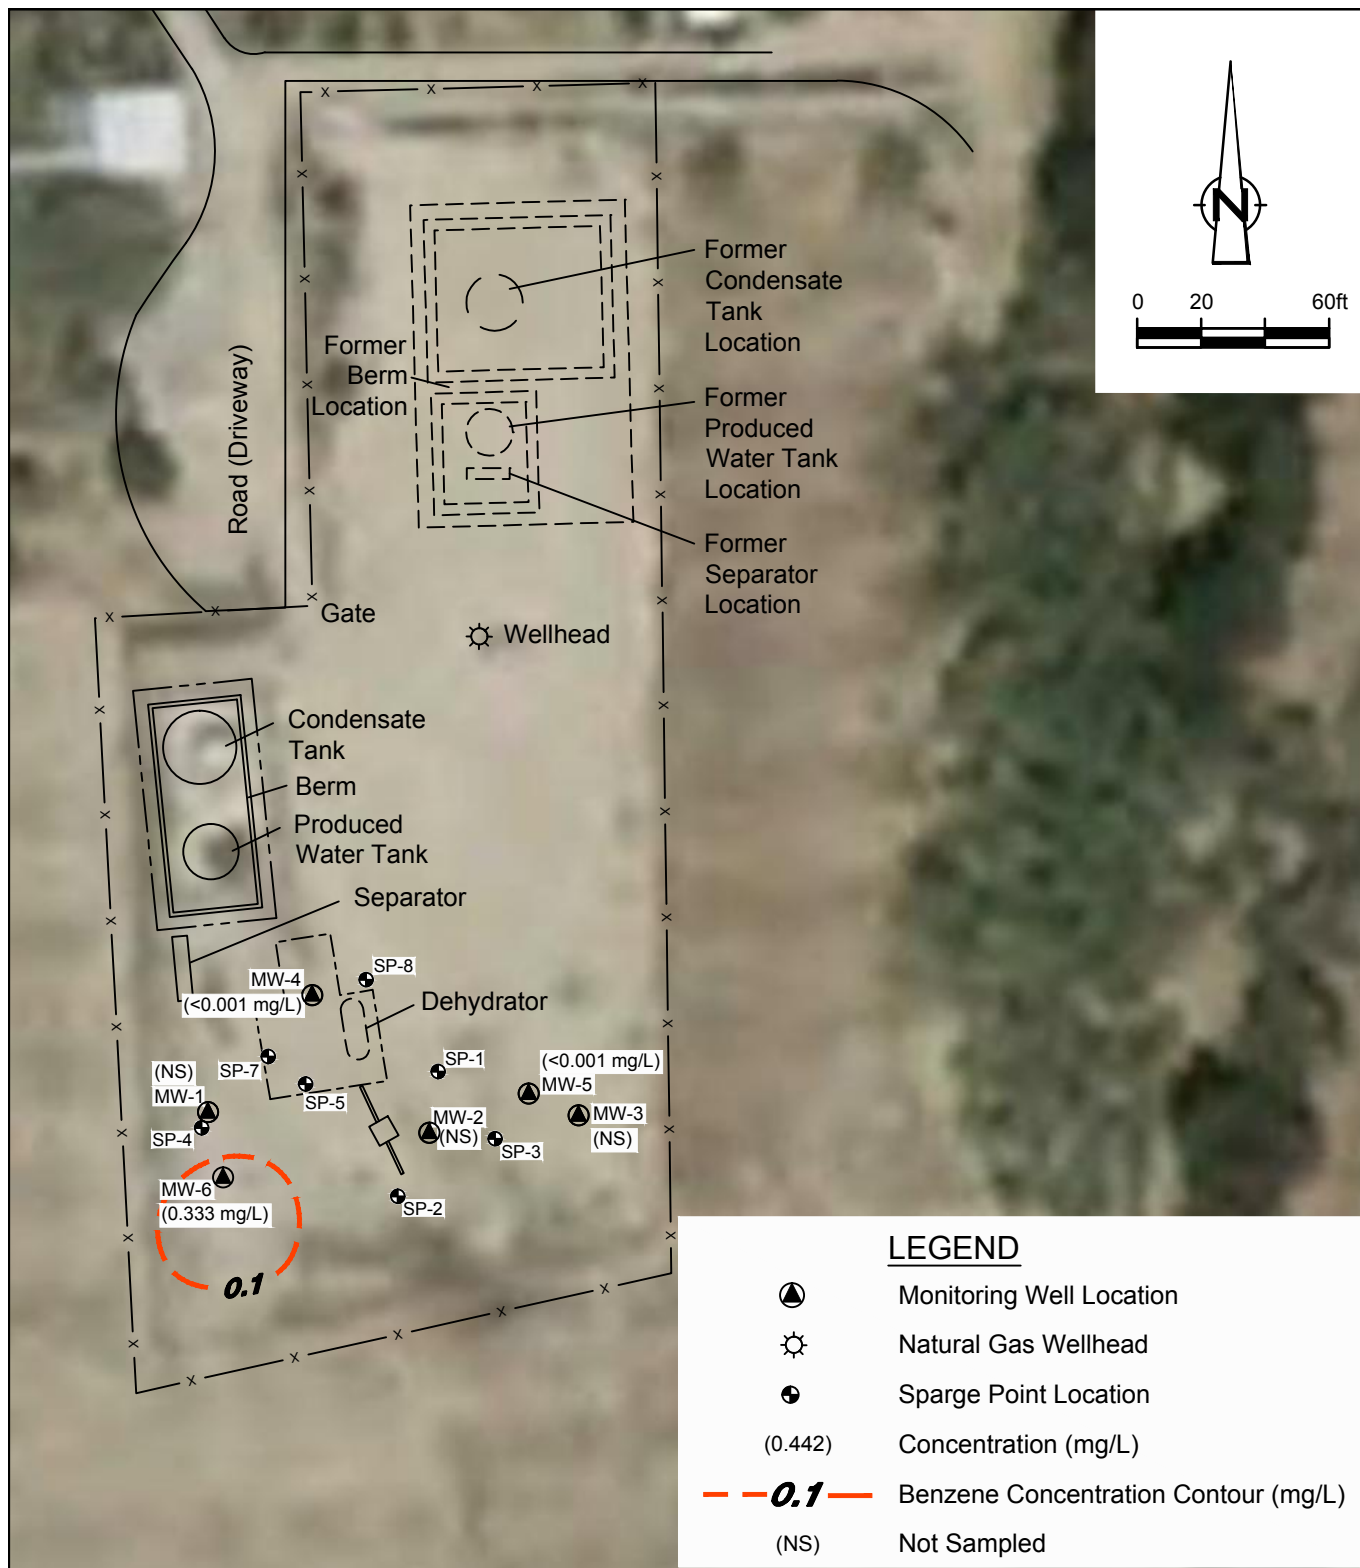 N
0 20 60ft
Former
Condensate
Tank
Location
Former
Berm
Location
Former
Produced
Water Tank
Location
Road (Driveway)
Former
Separator
Location
Gate
Wellhead
Condensate
Tank
Berm
Produced
Water Tank
Separator
SP-8
MW-4
(<0.001 mg/L)
Dehydrator
SP-7
SP-5
SP-1
(<0.001 mg/L)
MW-5
(NS)
MW-1
SP-4
MW-2
(NS)
SP-3
MW-3
(NS)
MW-6
(0.333 mg/L)
SP-2
0.1
LEGEND
Monitoring Well Location
Natural Gas Wellhead
Sparge Point Location
(0.442) Concentration (mg/L)
0.1 Benzene Concentration Contour (mg/L)
(NS) Not Sampled